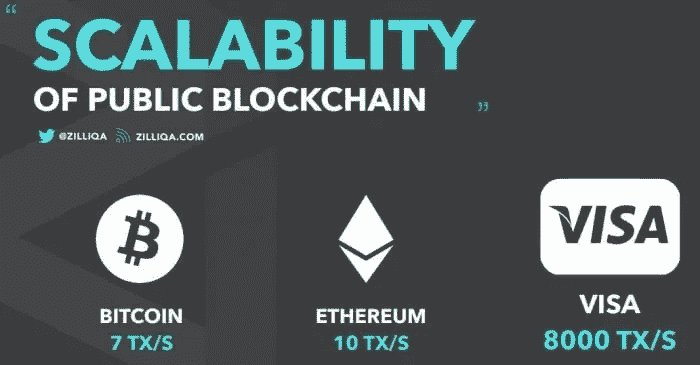 “
SCALABILITY
OF PUBLIC BLOCKCHAIN ”
@ZILLIQA ZILLIQA.COM
VISA
BITCOIN ETHEREUM VISA
7 TX/S 10 TX/S 8000 TX/S